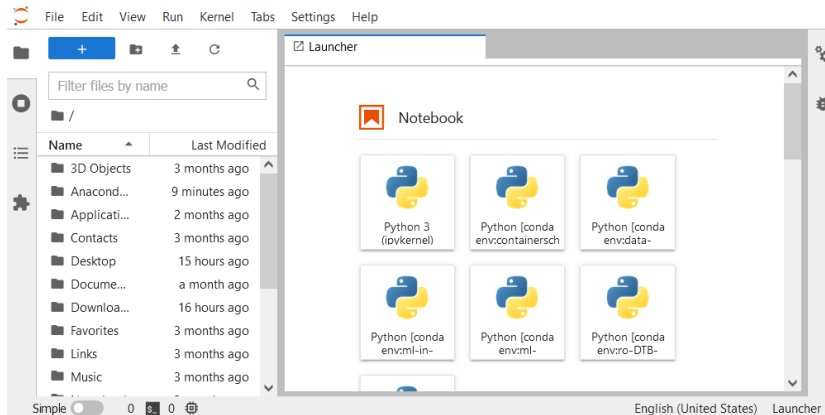 File Edit View Run Kernel Tabs Settings Help
+
Launcher
Filter files by name
/
Notebook
Name Last Modified
3D Objects 3 months ago
Anacond... 9 minutes ago
Applicati... 2 months ago
Contacts 3 months ago
Desktop 15 hours ago
Docume... a month ago
Downloa... 16 hours ago
Favorites 3 months ago
Links 3 months ago
Music 3 months ago
Python 3
(ipykernel)
Python [conda
env:containersch
Python [conda
env:data-
Python [conda
env:ml-in-
Python [conda
env:ml-
Python [conda
env:ro-DTB-
Simple 0 $_ 0 English (United States) Launcher